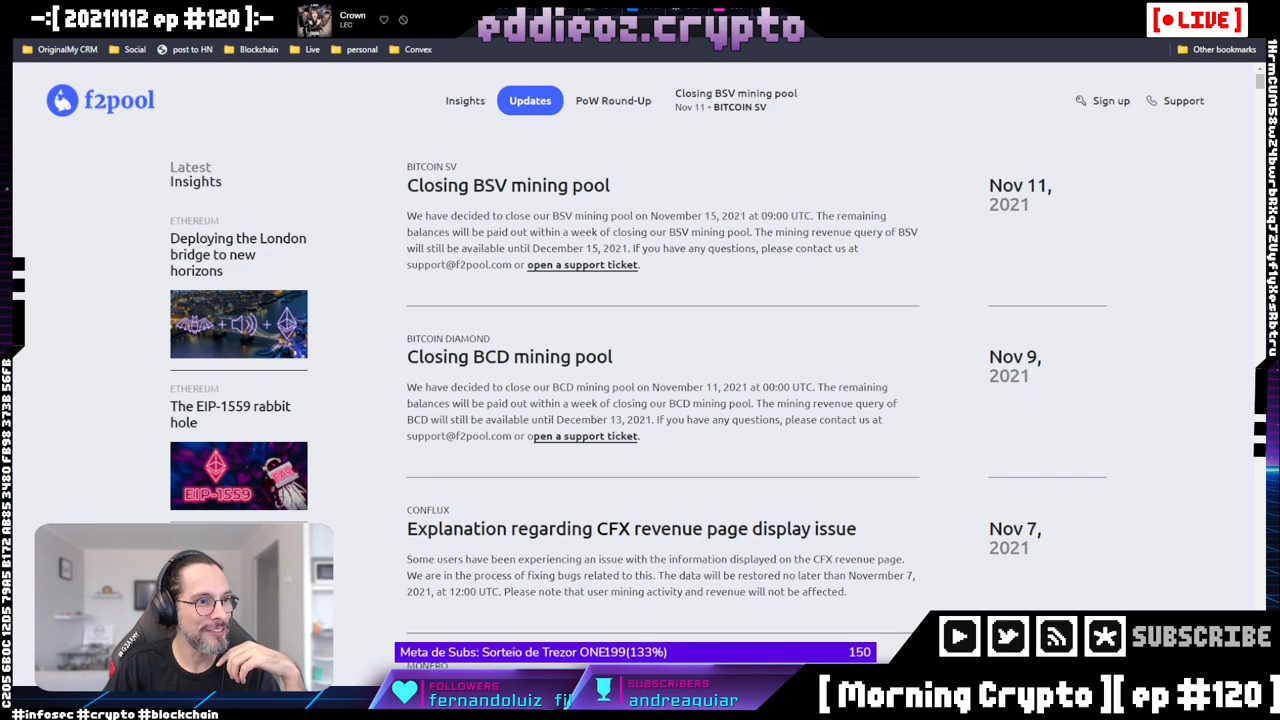 -:[ 20211112 ep #120 ]:-
Crown
LEC
eddieoz.crypto
[ LIVE ]
OriginalMy CRM
Social
post to HN
Blockchain
Live
personal
Convex
Other bookmarks
f2pool
Insights
Updates
PoW Round-Up
Closing BSV mining pool
Nov 11 • BITCOIN SV
Sign up
Support
Latest
Insights
ETHEREUM
Deploying the London
bridge to new
horizons
ETHEREUM
The EIP-1559 rabbit
hole
EIP-1559
BITCOIN SV
Closing BSV mining pool
Nov 11,
2021
We have decided to close our BSV mining pool on November 15, 2021 at 09:00 UTC. The remaining
balances will be paid out within a week of closing our BSV mining pool. The mining revenue query of BSV
will still be available until December 15, 2021. If you have any questions, please contact us at
support@f2pool.com or open a support ticket.
BITCOIN DIAMOND
Closing BCD mining pool
Nov 9,
2021
We have decided to close our BCD mining pool on November 11, 2021 at 00:00 UTC. The remaining
balances will be paid out within a week of closing our BCD mining pool. The mining revenue query of
BCD will still be available until December 13, 2021. If you have any questions, please contact us at
support@f2pool.com or open a support ticket.
CONFLUX
Explanation regarding CFX revenue page display issue
Nov 7,
2021
Some users have been experiencing an issue with the information displayed on the CFX revenue page.
We are in the process of fixing bugs related to this. The data will be restored no later than Novermber 7,
2021, at 12:00 UTC. Please note that user mining activity and revenue will not be affected.
MONERO
Meta de Subs: Sorteio de Trezor ONE199(133%)
150
SUBSCRIBE
FOLLOWERS
fernandoluiz_fil
SUBSCRIBERS
andreaguiar
[ Morning Crypto ][ ep #120 ]
#infosec #crypto #blockchain